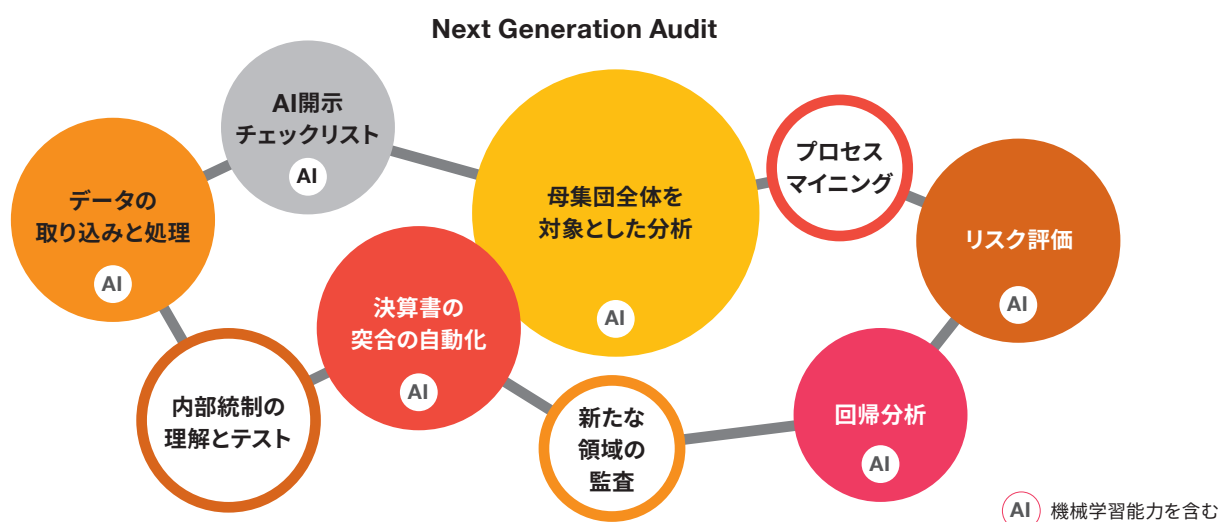 Next Generation Audit
AI開示
チェックリスト
AI
データの
取り込みと処理
AI
母集団全体を
対象とした分析
AI
プロセス
マイニング
リスク評価
AI
決算書の
突合の自動化
AI
内部統制の
理解とテスト
新たな
領域の
監査
回帰分析
AI
AI 機械学習能力を含む